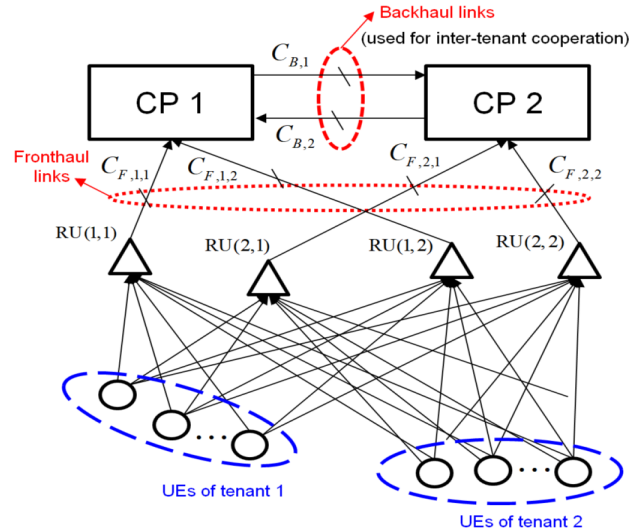 Backhaul links
(used for inter-tenant cooperation)
C_{B,1}
CP 1
CP 2
C_{B,2}
Fronthaul
links
C_{F,1,1}
C_{F,1,2}
C_{F,2,1}
C_{F,2,2}
RU(1,1)
RU(2,1)
RU(1,2)
RU(2,2)
UEs of tenant 1
UEs of tenant 2